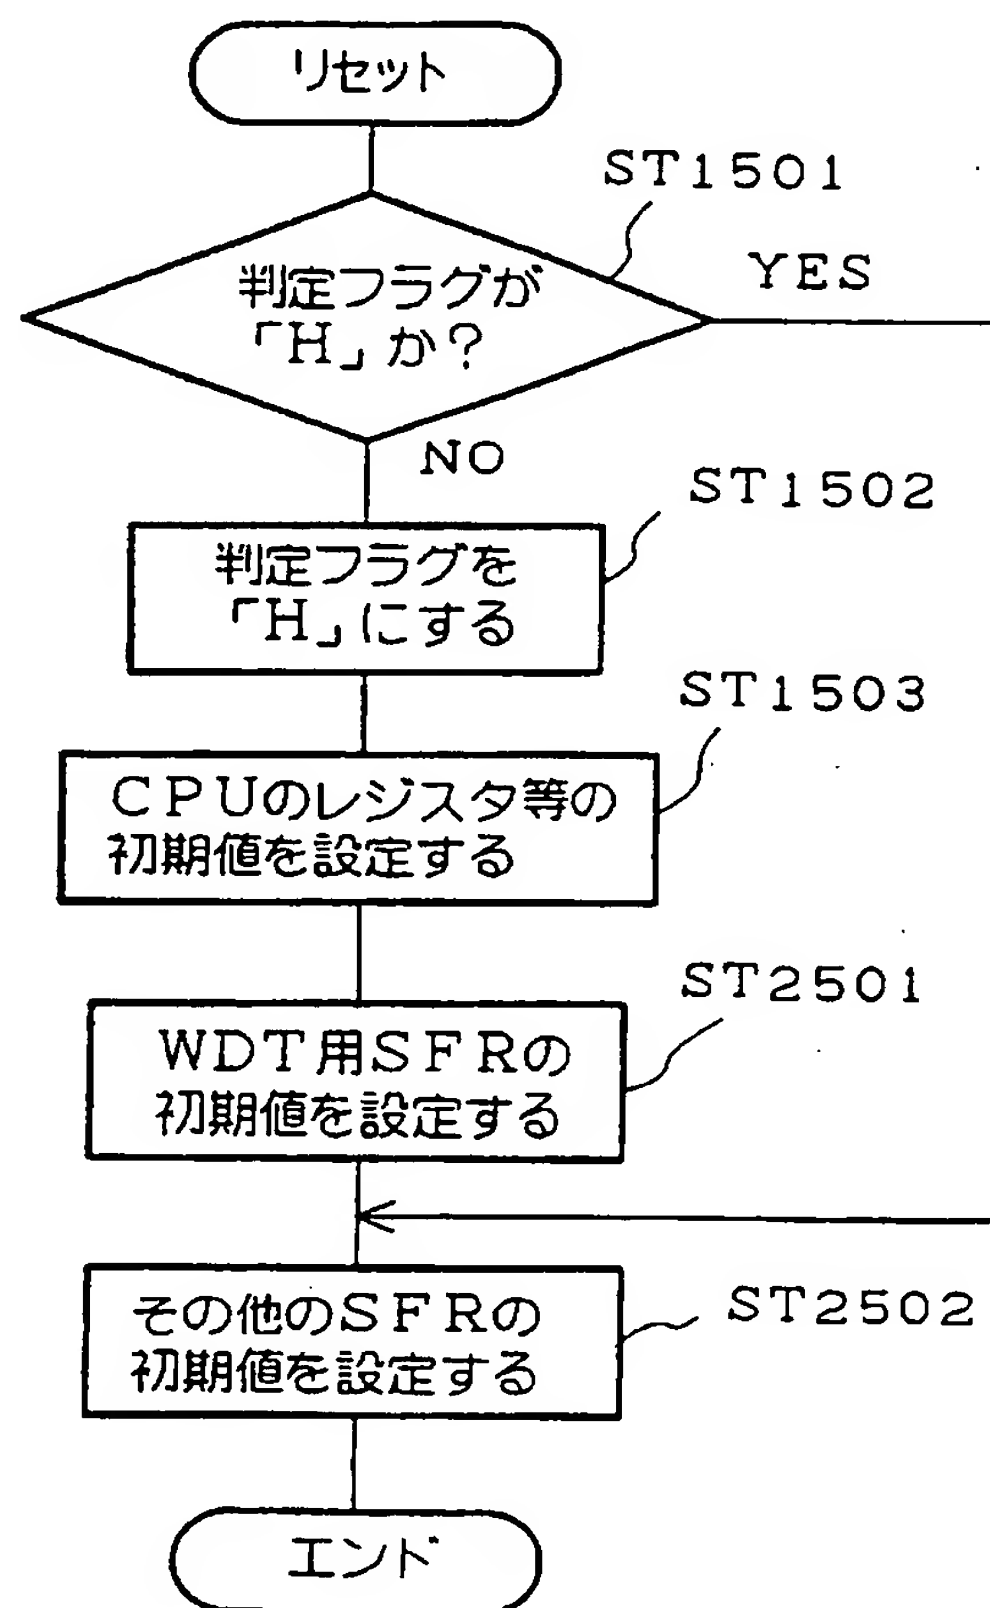 リセット
ST1501
YES
判定フラグが
「H」か？
NO
ST1502
判定フラグを
「H」にする
ST1503
CPUのレジスタ等の
初期値を設定する
ST2501
WDT用SFRの
初期値を設定する
ST2502
その他のSFRの
初期値を設定する
エンド